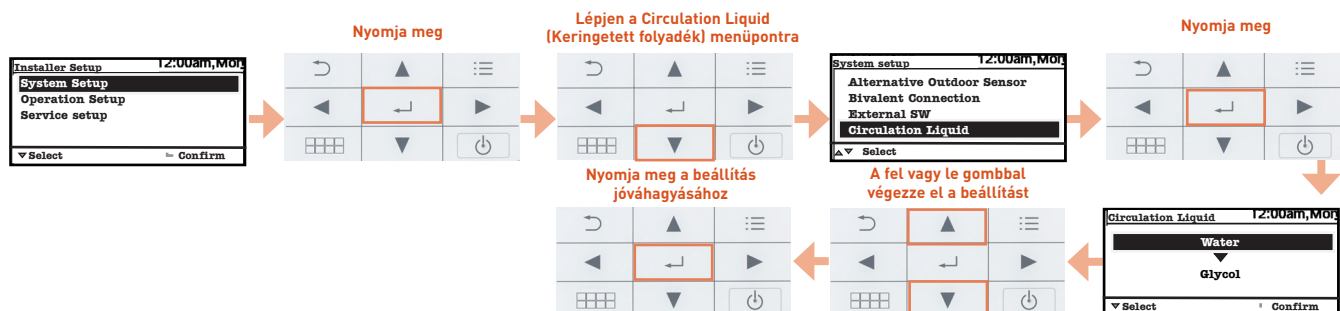 Installer Setup 12:00am,Mon
System Setup
Operation Setup
Service setup
▼Select Confirm
Nyomja meg
Lépjen a Circulation Liquid
(Keringetett folyadék) menüpontra
System setup 12:00am,Mon
Alternative Outdoor Sensor
Bivalent Connection
External SW
Circulation Liquid
▲▼ Select
Nyomja meg
Circulation Liquid 12:00am,Mon
Water
Glycol
▼Select Confirm
A fel vagy le gombbal
végezze el a beállítást
Nyomja meg a beállítás
jóváhagyásához